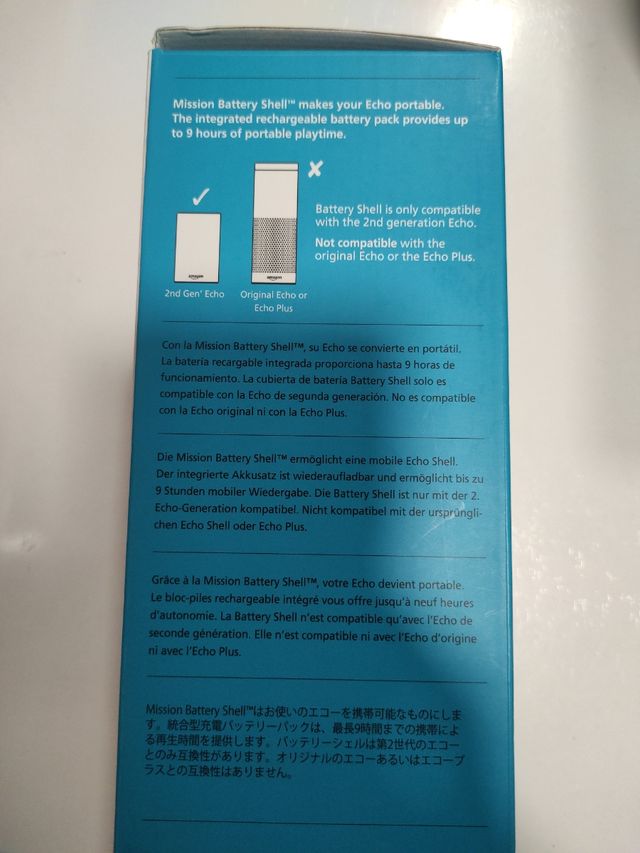 Mission Battery Shell™ makes your Echo portable.
The integrated rechargeable battery pack provides up
to 9 hours of portable playtime.
Battery Shell is only compatible
with the 2nd generation Echo.
Not compatible with the
original Echo or the Echo Plus.
amazon
amazon
2nd Gen' Echo
Original Echo or
Echo Plus
Con la Mission Battery Shell™, su Echo se convierte en portátil.
La batería recargable integrada proporciona hasta 9 horas de
funcionamiento. La cubierta de batería Battery Shell solo es
compatible con la Echo de segunda generación. No es compatible
con la Echo original ni con la Echo Plus.
Die Mission Battery Shell™ ermöglicht eine mobile Echo Shell.
Der integrierte Akkusatz ist wiederaufladbar und ermöglicht bis zu
9 Stunden mobiler Wiedergabe. Die Battery Shell ist nur mit der 2.
Echo-Generation kompatibel. Nicht kompatibel mit der ursprüngli-
chen Echo Shell oder Echo Plus.
Grâce à la Mission Battery Shell™, votre Echo devient portable.
Le bloc-piles rechargeable intégré vous offre jusqu'à neuf heures
d'autonomie. La Battery Shell n'est compatible qu'avec l'Echo de
seconde génération. Elle n'est compatible ni avec l'Echo d'origine
ni avec l'Echo Plus.
Mission Battery Shell™はお使いのエコーを携帯可能なものにしま
す。統合型充電バッテリーパックは、最長9時間までの携帯によ
る再生時間を提供します。バッテリーシェルは第2世代のエコー
とのみ互換性があります。オリジナルのエコーあるいはエコープ
ラスとの互換性はありません。